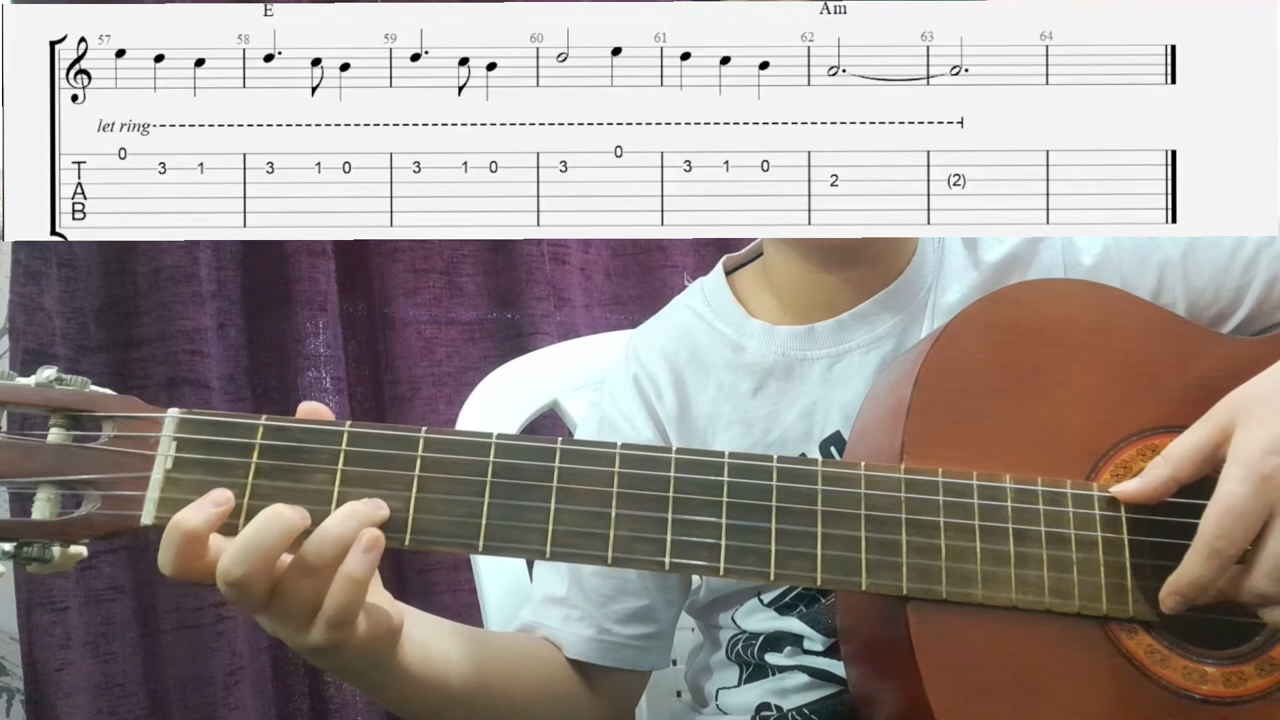 E Am
57 58 59 60 61 62 63 64
let ring
0 0
3 1 3 1 0 3 1 0 3 3 1 0
2 (2)
T
A
B